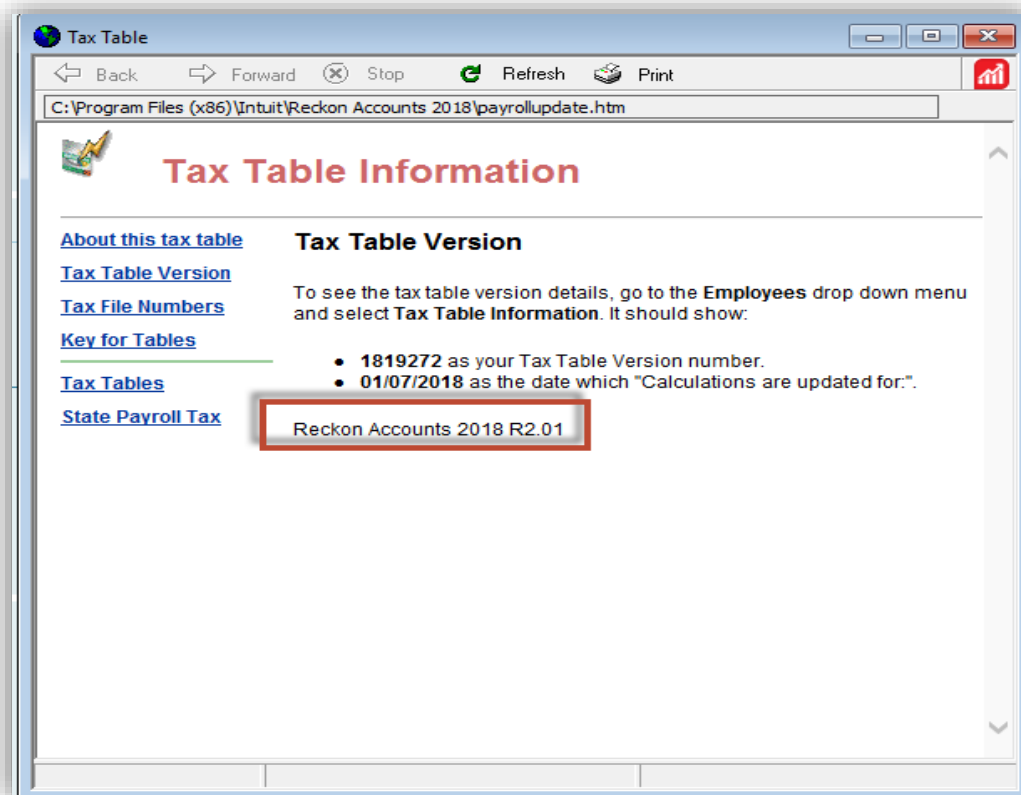 Tax Table
Back Forward Stop Refresh Print
C:\Program Files (x86)\Intuit\Reckon Accounts 2018\payrollupdate.htm
Tax Table Information
About this tax table
Tax Table Version
Tax File Numbers
Key for Tables
Tax Tables
State Payroll Tax
Tax Table Version
To see the tax table version details, go to the Employees drop down menu
and select Tax Table Information. It should show:
• 1819272 as your Tax Table Version number.
• 01/07/2018 as the date which "Calculations are updated for:".
Reckon Accounts 2018 R2.01